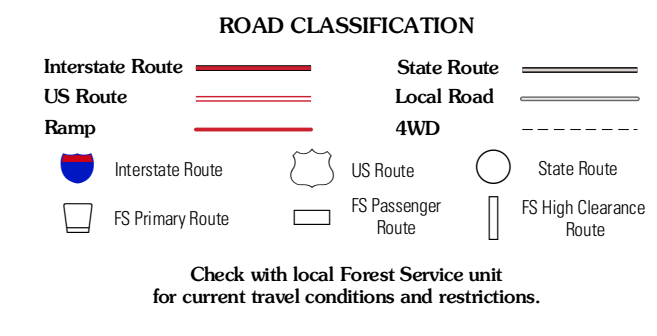 ROAD CLASSIFICATION
Interstate Route
State Route
US Route
Local Road
Ramp
4WD
Interstate Route
US Route
State Route
FS Primary Route
FS Passenger
Route
FS High Clearance
Route
Check with local Forest Service unit
for current travel conditions and restrictions.